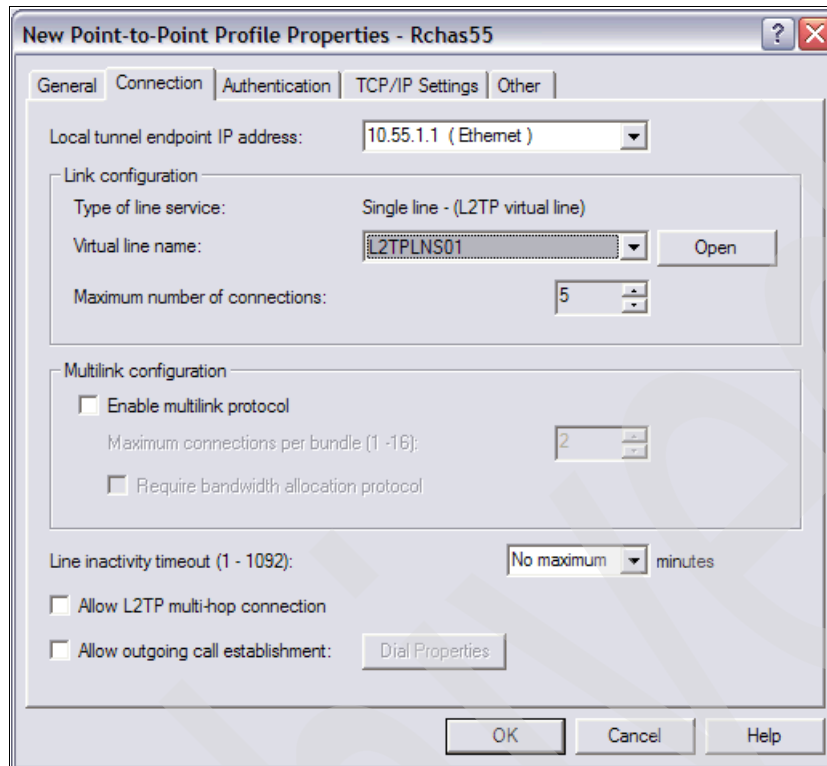 New Point-to-Point Profile Properties - Rchas55
General Connection Authentication TCP/IP Settings Other
Local tunnel endpoint IP address: 10.55.1.1 ( Ethernet )
Link configuration
Type of line service: Single line - (L2TP virtual line)
Virtual line name: L2TPLNS01 Open
Maximum number of connections: 5
Multilink configuration
Enable multilink protocol
Maximum connections per bundle (1 -16): 2
Require bandwidth allocation protocol
Line inactivity timeout (1 - 1092): No maximum minutes
Allow L2TP multi-hop connection
Allow outgoing call establishment: Dial Properties
OK Cancel Help